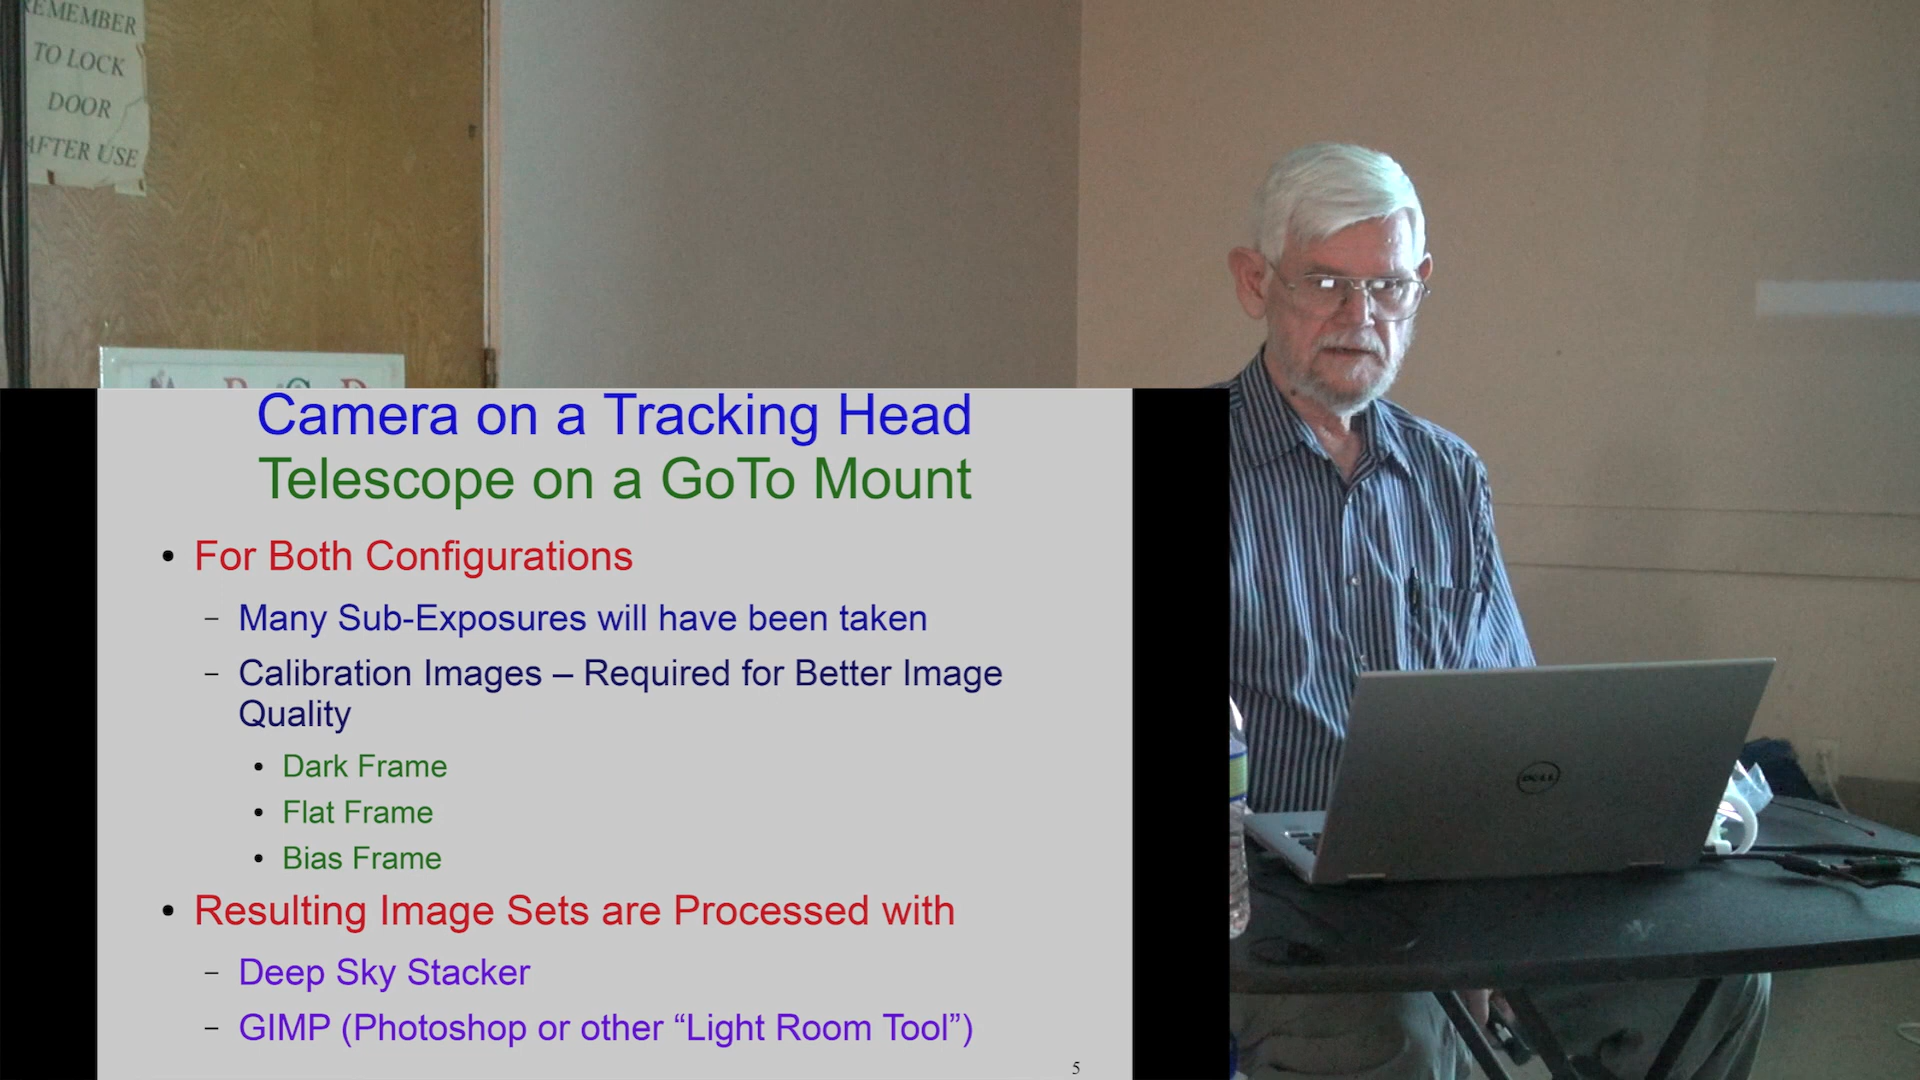 REMEMBER
TO LOCK
DOOR
AFTER USE
Camera on a Tracking Head
Telescope on a GoTo Mount
• For Both Configurations
– Many Sub-Exposures will have been taken
– Calibration Images – Required for Better Image
Quality
• Dark Frame
• Flat Frame
• Bias Frame
• Resulting Image Sets are Processed with
– Deep Sky Stacker
– GIMP (Photoshop or other “Light Room Tool”)
5
DELL